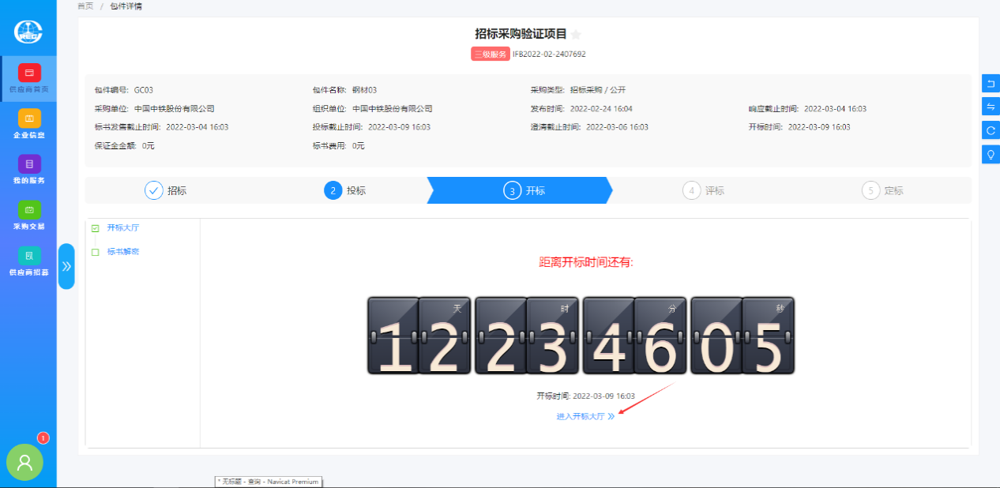 首页 / 包件详情
CREC
招标采购验证项目
三级服务 IFB2022-02-2407692
供应商首页
企业信息
我的服务
采购交易
供应商招募
包件编号: GC03 包件名称: 钢材03 采购类型: 招标采购 / 公开
采购单位: 中国中铁股份有限公司 组织单位: 中国中铁股份有限公司 发布时间: 2022-02-24 16:04 响应截止时间: 2022-03-04 16:03
标书发售截止时间: 2022-03-04 16:03 投标截止时间: 2022-03-09 16:03 澄清截止时间: 2022-03-06 16:03 开标时间: 2022-03-09 16:03
保证金金额: 0元 标书费用: 0元
招标 2 投标 3 开标 4 评标 5 定标
开标大厅
标书解密
距离开标时间还有:
12 天 23 时 46 分 05 秒
开标时间: 2022-03-09 16:03
进入开标大厅 »
1
* 无标题 - 查询 - Navicat Premium